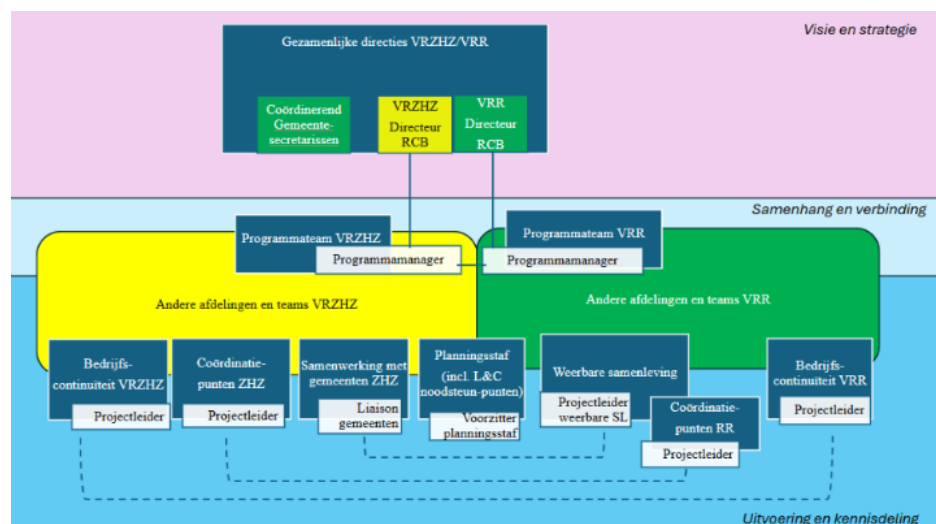 Visie en strategie
Gezamenlijke directies VRZHZ/VRR
Coördinerend
Gemeente-
secretarissen
VRZHZ
Directeur
RCB
VRR
Directeur
RCB
Samenhang en verbinding
Programmateam VRZHZ
Programmamanager
Programmateam VRR
Programmamanager
Andere afdelingen en teams VRZHZ
Andere afdelingen en teams VRR
Bedrijfs-
continuïteit VRZHZ
Projectleider
Coördinatie-
punten ZHZ
Projectleider
Samenwerking met
gemeenten ZHZ
Liaison
gemeenten
Planningsstaf
(incl. L&C
noodsteun-punten)
Voorzitter
planningsstaf
Weerbare samenleving
Projectleider
weerbare SL
Coördinatie-
punten RR
Projectleider
Bedrijfs-
continuïteit VRR
Projectleider
Uitvoering en kennisdeling